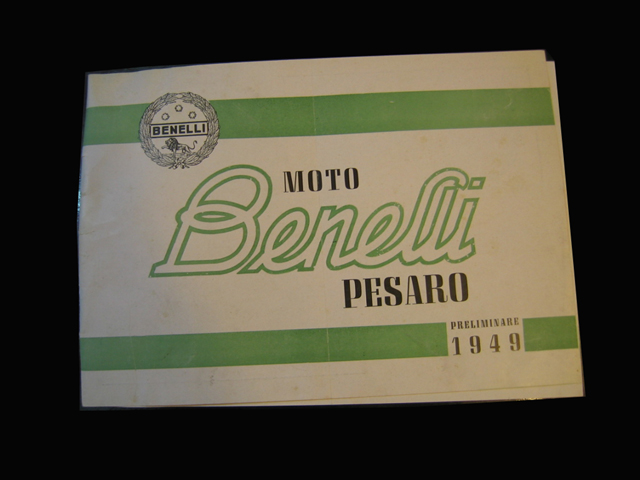 BENELLI
MOTO
Benelli
PESARO
PRELIMINARE
1949